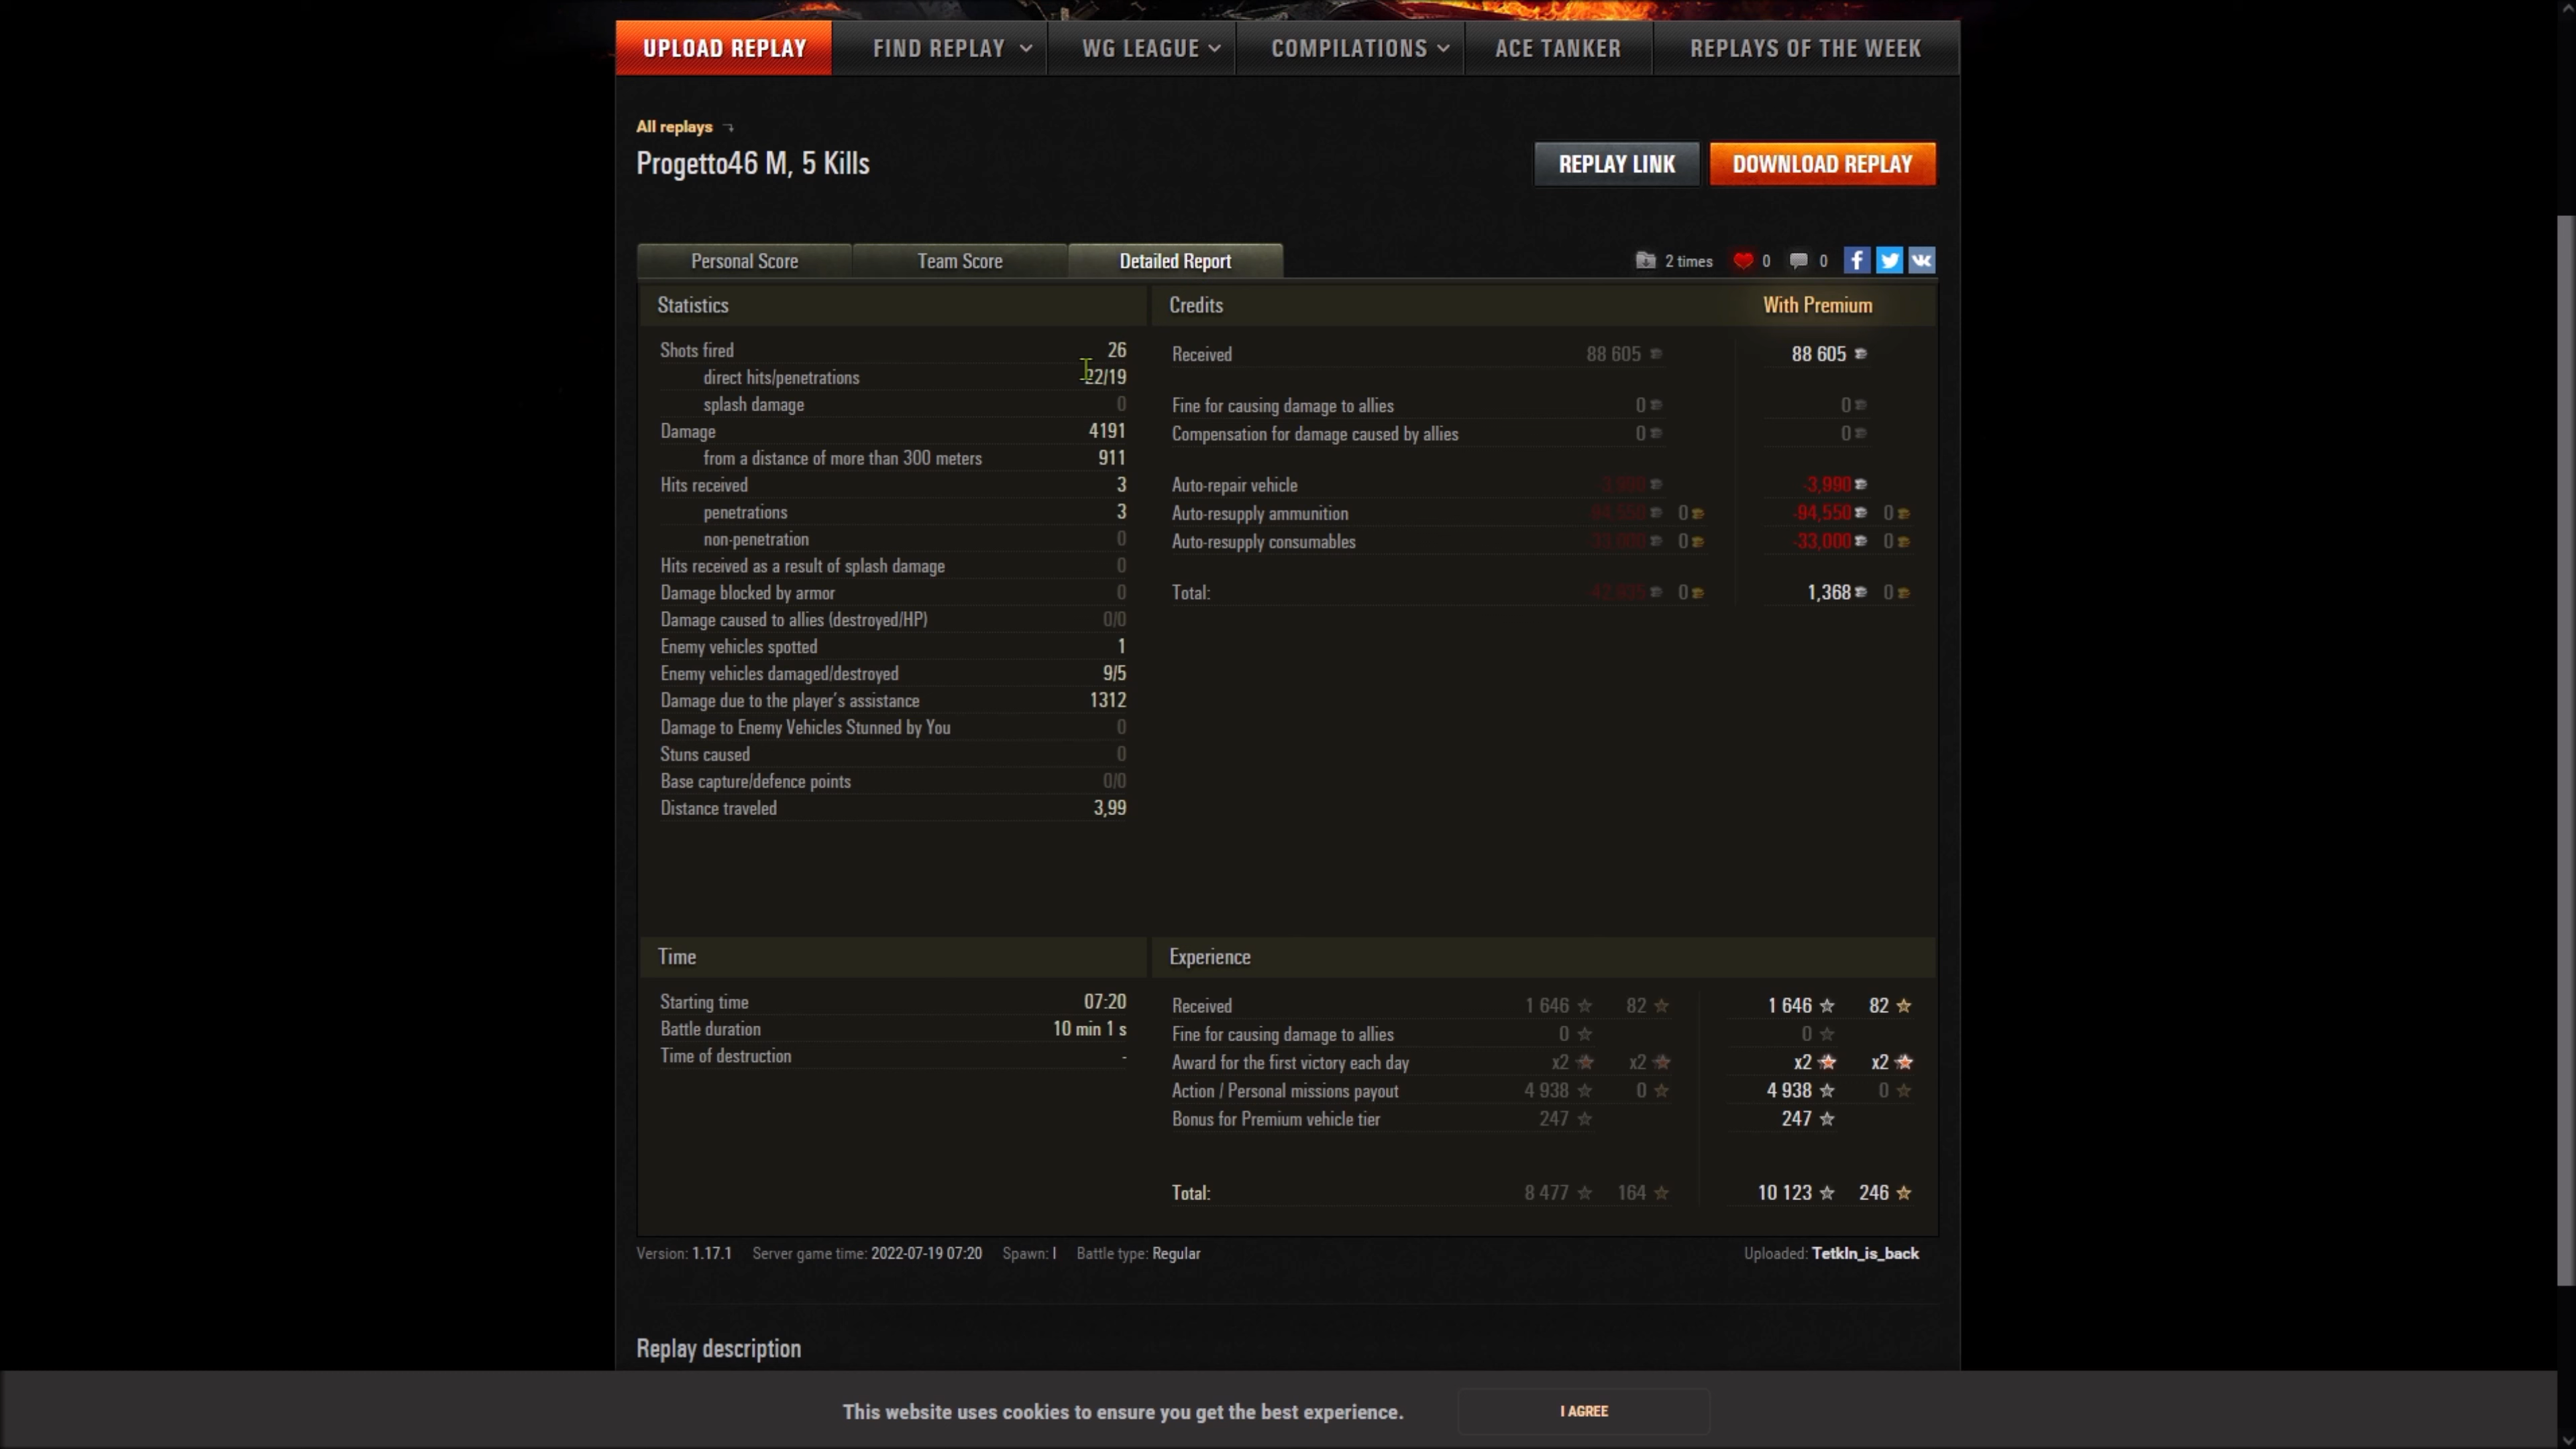 UPLOAD REPLAY FIND REPLAY WG LEAGUE COMPILATIONS ACE TANKER REPLAYS OF THE WEEK
All replays
Progetto46 M, 5 Kills
REPLAY LINK DOWNLOAD REPLAY
Personal Score Team Score Detailed Report 2 times 0 0
Statistics Credits With Premium
Shots fired 26
direct hits/penetrations 22/19
splash damage 0
Damage 4191
from a distance of more than 300 meters 911
Hits received 3
penetrations 3
non-penetration 0
Hits received as a result of splash damage 0
Damage blocked by armor 0
Damage caused to allies (destroyed/HP) 0/0
Enemy vehicles spotted 1
Enemy vehicles damaged/destroyed 9/5
Damage due to the player's assistance 1312
Damage to Enemy Vehicles Stunned by You 0
Stuns caused 0
Base capture/defence points 0/0
Distance traveled 3,99
Received 88 605 88 605
Fine for causing damage to allies 0 0
Compensation for damage caused by allies 0 0
Auto-repair vehicle -3,990
Auto-resupply ammunition -94,550 0 -94,550 0
Auto-resupply consumables -33,000 0 -33,000 0
Total: 0 1,368 0
Time
Starting time 07:20
Battle duration 10 min 1 s
Time of destruction -
Experience
Received 1 646 82 1 646 82
Fine for causing damage to allies 0 0
Award for the first victory each day x2 x2 x2 x2
Action / Personal missions payout 4 938 0 4 938 0
Bonus for Premium vehicle tier 247 247
Total: 8 477 164 10 123 246
Version: 1.17.1 Server game time: 2022-07-19 07:20 Spawn: I Battle type: Regular Uploaded: TetkIn_is_back
Replay description
This website uses cookies to ensure you get the best experience. I AGREE